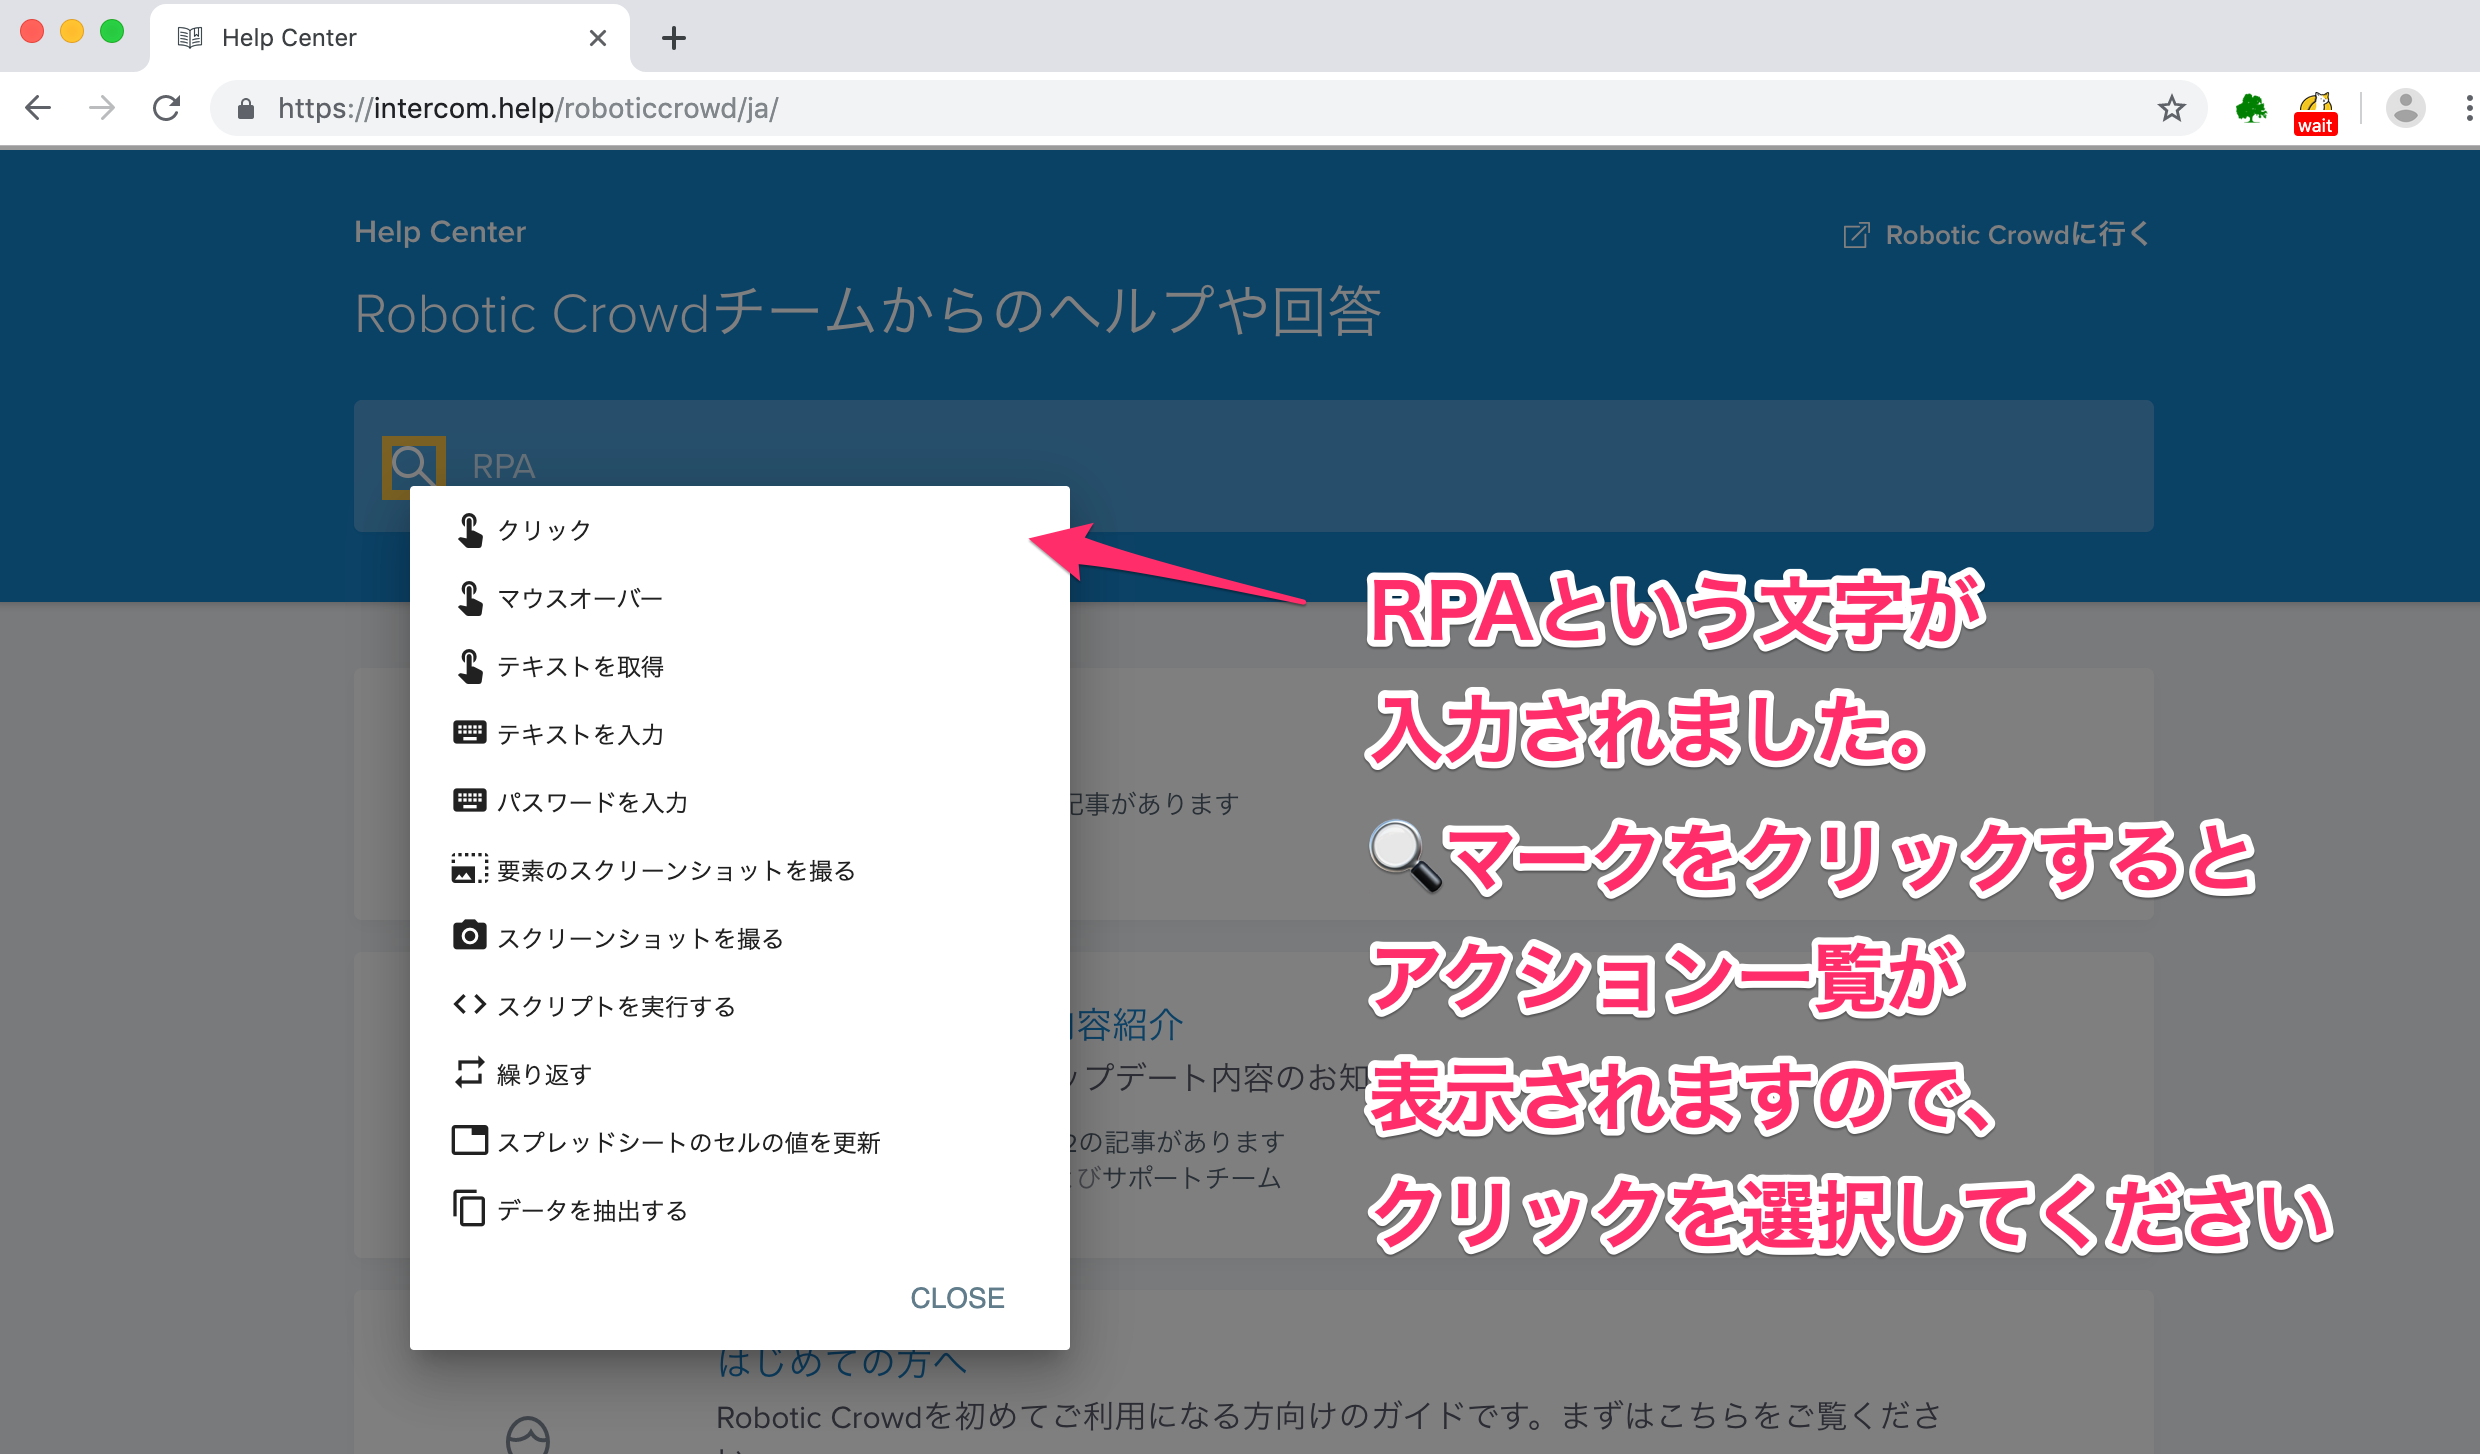 Help Center
https://intercom.help/roboticcrowd/ja/
wait
Help Center
Robotic Crowdに行く
Robotic Crowdチームからのヘルプや回答
RPA
クリック
マウスオーバー
テキストを取得
テキストを入力
パスワードを入力
要素のスクリーンショットを撮る
スクリーンショットを撮る
スクリプトを実行する
繰り返す
スプレッドシートのセルの値を更新
データを抽出する
CLOSE
RPAという文字が
入力されました。
🔍マークをクリックすると
アクション一覧が
表示されますので、
クリックを選択してください
記事があります
容紹介
ップデート内容のお知
2の記事があります
びサポートチーム
はじめての方へ
Robotic Crowdを初めてご利用になる方向けのガイドです。まずはこちらをご覧くださ